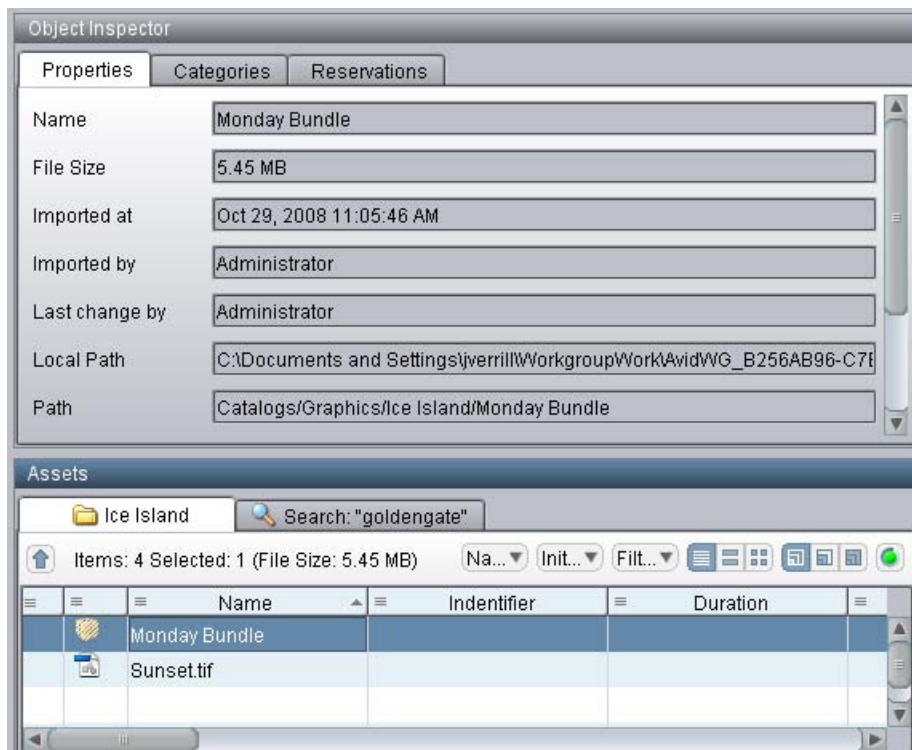 Object Inspector
Properties Categories Reservations
Name Monday Bundle
File Size 5.45 MB
Imported at Oct 29, 2008 11:05:46 AM
Imported by Administrator
Last change by Administrator
Local Path C:\Documents and Settings\jverrill\WorkgroupWork\AvidWG_B256AB96-C7E
Path Catalogs/Graphics/Ice Island/Monday Bundle
Assets
Ice Island Search: "goldengate"
Items: 4 Selected: 1 (File Size: 5.45 MB) Na... Init... Filt...
Name Indentifier Duration
Monday Bundle
Sunset.tif